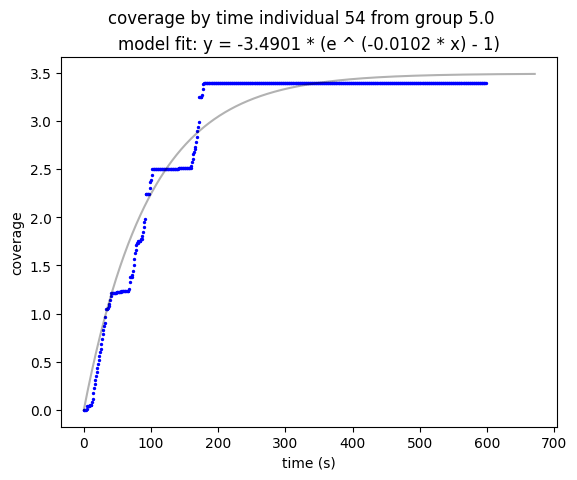 coverage by time individual 54 from group 5.0
model fit: y = -3.4901 * (e ^ (-0.0102 * x) - 1)
3.5
3.0
2.5
2.0
1.5
1.0
0.5
0.0
coverage
0 100 200 300 400 500 600 700
time (s)